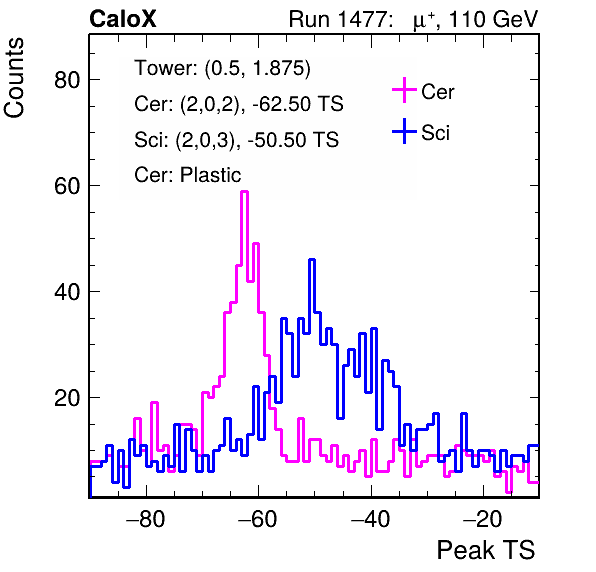 CaloX Run 1477: μ⁺, 110 GeV
Counts
Tower: (0.5, 1.875)
Cer: (2,0,2), -62.50 TS
Sci: (2,0,3), -50.50 TS
Cer: Plastic
Cer
Sci
80
60
40
20
−80 −60 −40 −20
Peak TS